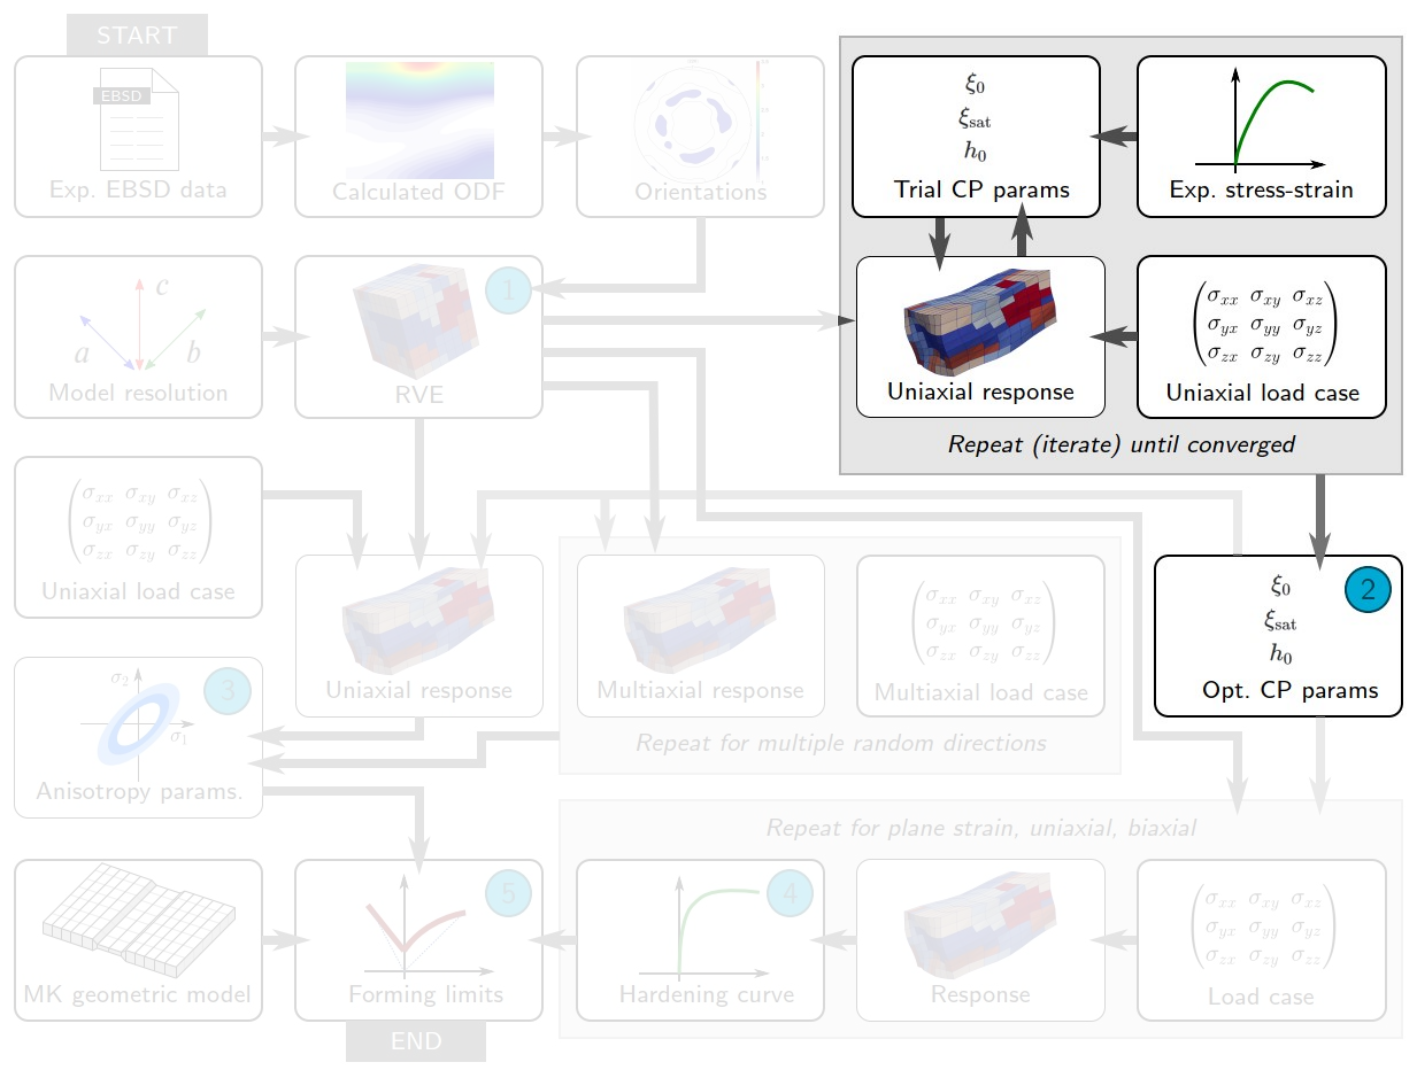 START
EBSD
Exp. EBSD data
Calculated ODF
Orientations
ξ₀
ξsat
h₀
Trial CP params
Exp. stress-strain
a
b
c
Model resolution
1
RVE
Uniaxial response
σxx σxy σxz
σyx σyy σyz
σzx σzy σzz
Uniaxial load case
Repeat (iterate) until converged
σxx σxy σxz
σyx σyy σyz
σzx σzy σzz
Uniaxial load case
Uniaxial response
Multiaxial response
σxx σxy σxz
σyx σyy σyz
σzx σzy σzz
Multiaxial load case
Repeat for multiple random directions
2
ξ₀
ξsat
h₀
Opt. CP params
3
σ₂
σ₁
Anisotropy params.
Repeat for plane strain, uniaxial, biaxial
MK geometric model
5
Forming limits
4
Hardening curve
Response
σxx σxy σxz
σyx σyy σyz
σzx σzy σzz
Load case
END